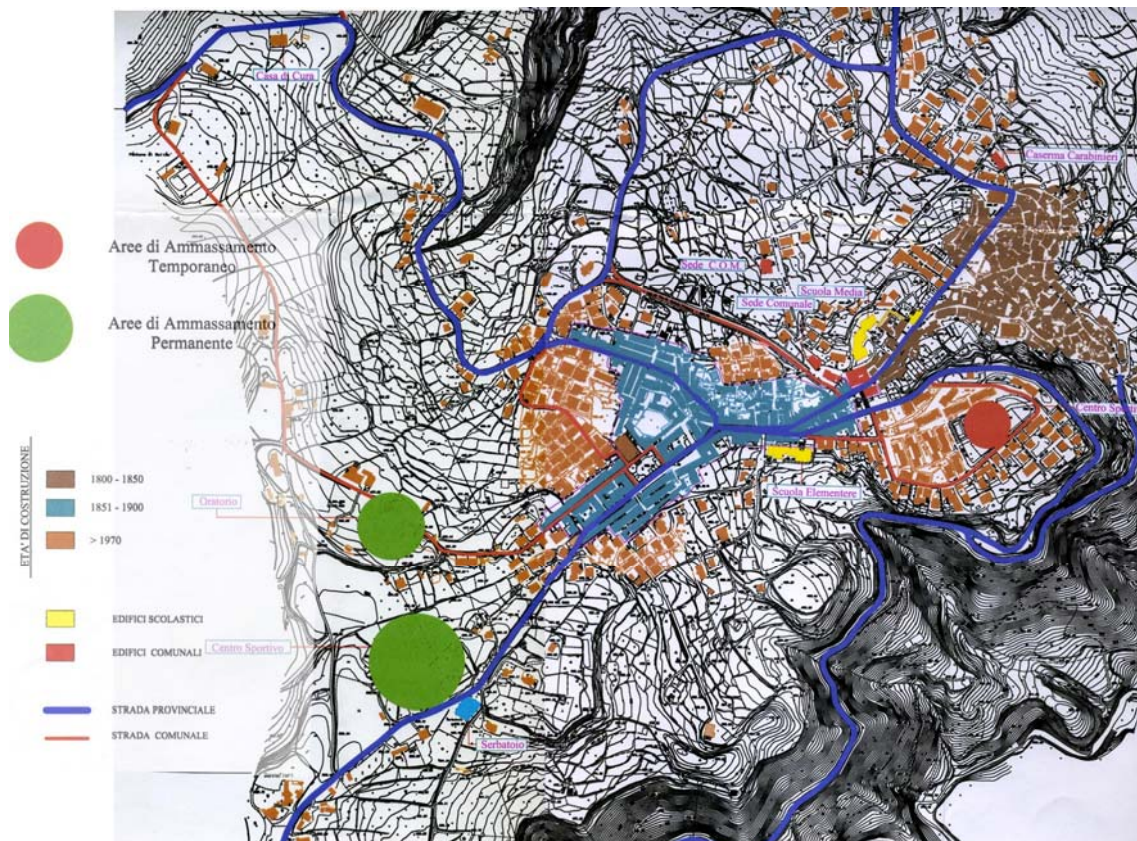 Casa di Cura
Caserma Carabinieri
Aree di Ammassamento
Temporaneo
Sede C.O.M.
Scuola Media
Sede Comunale
Aree di Ammassamento
Permanente
Centro Sporti
ETA' DI COSTRUZIONE
1800 - 1850
1851 - 1900
> 1970
Scuola Elementere
Oratorio
EDIFICI SCOLASTICI
EDIFICI COMUNALI
Centro Sportivo
STRADA PROVINCIALE
STRADA COMUNALE
Serbatoio